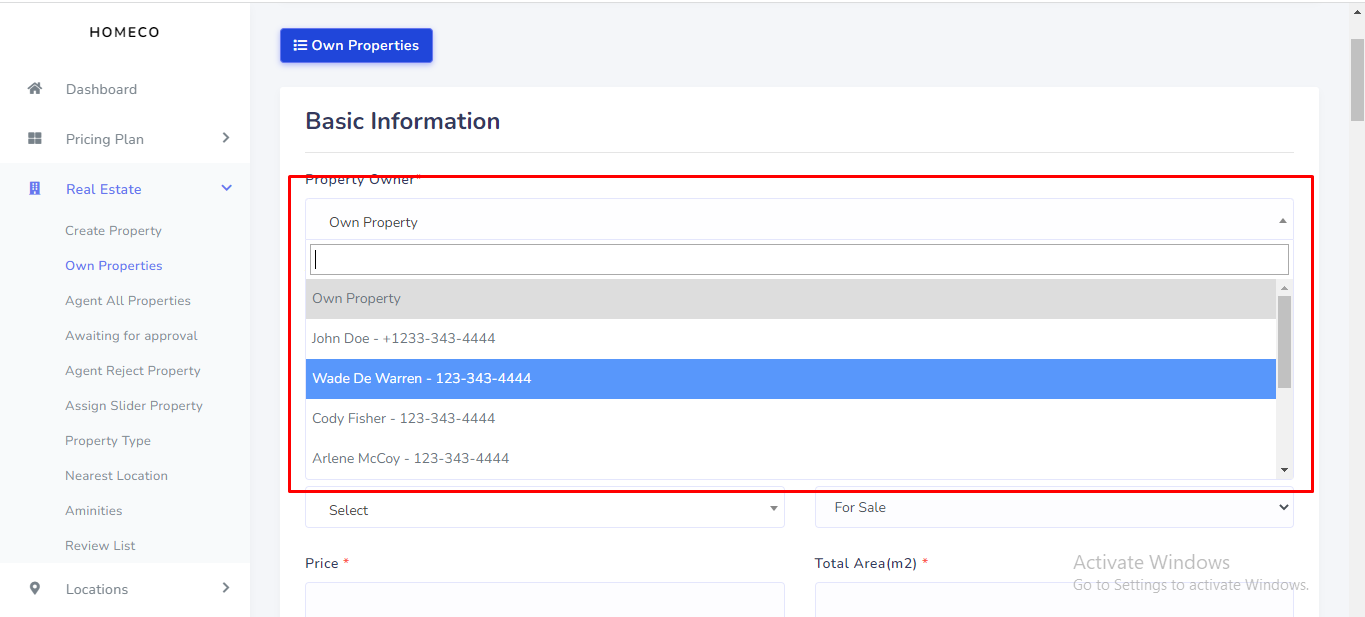 HOMECO
Dashboard
Pricing Plan
Real Estate
Create Property
Own Properties
Agent All Properties
Awaiting for approval
Agent Reject Property
Assign Slider Property
Property Type
Nearest Location
Aminities
Review List
Locations
Own Properties
Basic Information
Property Owner*
Own Property
Own Property
John Doe - +1233-343-4444
Wade De Warren - 123-343-4444
Cody Fisher - 123-343-4444
Arlene McCoy - 123-343-4444
Select
For Sale
Price *
Total Area(m2) *
Activate Windows
Go to Settings to activate Windows.